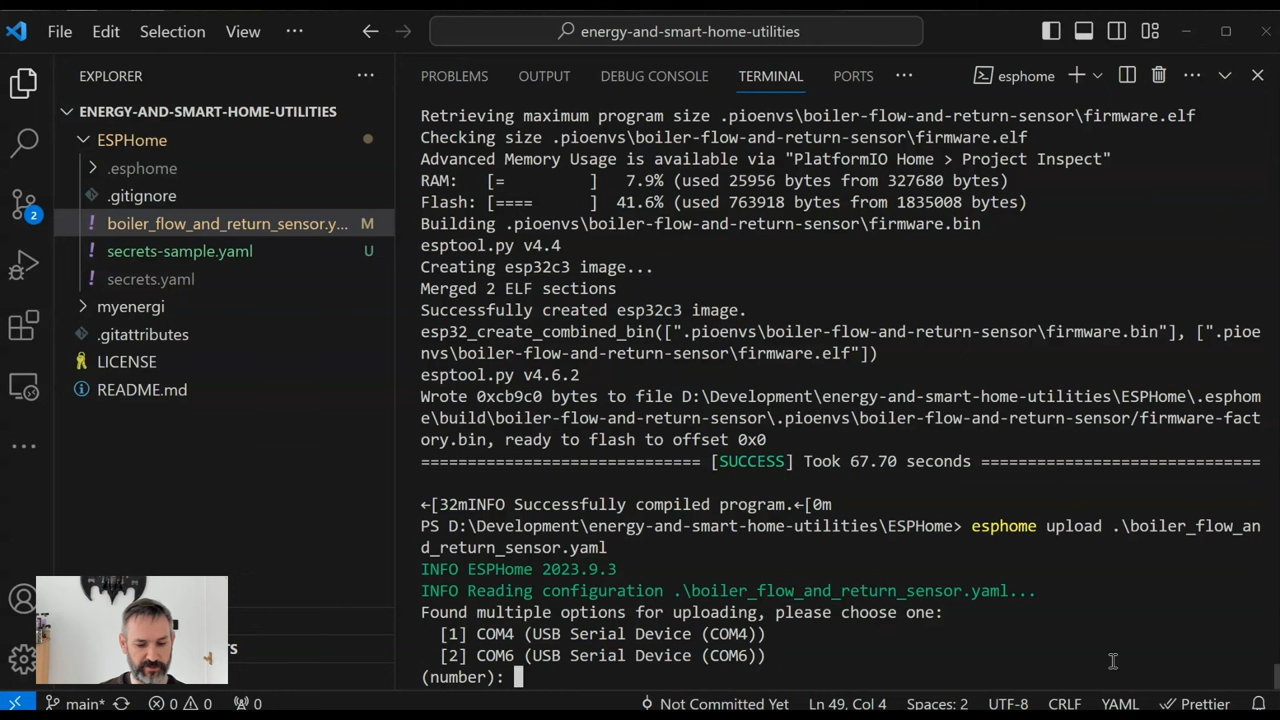 File Edit Selection View ··· energy-and-smart-home-utilities
EXPLORER ···
ENERGY-AND-SMART-HOME-UTILITIES
ESPHome
.esphome
.gitignore
! boiler_flow_and_return_sensor.y... M
! secrets-sample.yaml U
! secrets.yaml
myenergi
.gitattributes
LICENSE
README.md
2
PROBLEMS OUTPUT DEBUG CONSOLE TERMINAL PORTS ··· esphome
Retrieving maximum program size .pioenvs\boiler-flow-and-return-sensor\firmware.elf
Checking size .pioenvs\boiler-flow-and-return-sensor\firmware.elf
Advanced Memory Usage is available via "PlatformIO Home > Project Inspect"
RAM:   [=         ]   7.9% (used 25956 bytes from 327680 bytes)
Flash: [====      ]  41.6% (used 763918 bytes from 1835008 bytes)
Building .pioenvs\boiler-flow-and-return-sensor\firmware.bin
esptool.py v4.4
Creating esp32c3 image...
Merged 2 ELF sections
Successfully created esp32c3 image.
esp32_create_combined_bin([".pioenvs\boiler-flow-and-return-sensor\firmware.bin"], [".pioe
nvs\boiler-flow-and-return-sensor\firmware.elf"])
esptool.py v4.6.2
Wrote 0xcb9c0 bytes to file D:\Development\energy-and-smart-home-utilities\ESPHome\.esphom
e\build\boiler-flow-and-return-sensor\.pioenvs\boiler-flow-and-return-sensor/firmware-fact
ory.bin, ready to flash to offset 0x0
============================= [SUCCESS] Took 67.70 seconds =============================
←[32mINFO Successfully compiled program.←[0m
PS D:\Development\energy-and-smart-home-utilities\ESPHome> esphome upload .\boiler_flow_an
d_return_sensor.yaml
INFO ESPHome 2023.9.3
INFO Reading configuration .\boiler_flow_and_return_sensor.yaml...
Found multiple options for uploading, please choose one:
[1] COM4 (USB Serial Device (COM4))
[2] COM6 (USB Serial Device (COM6))
(number):
main* 0 0 0 Not Committed Yet Ln 49, Col 4 Spaces: 2 UTF-8 CRLF YAML Prettier